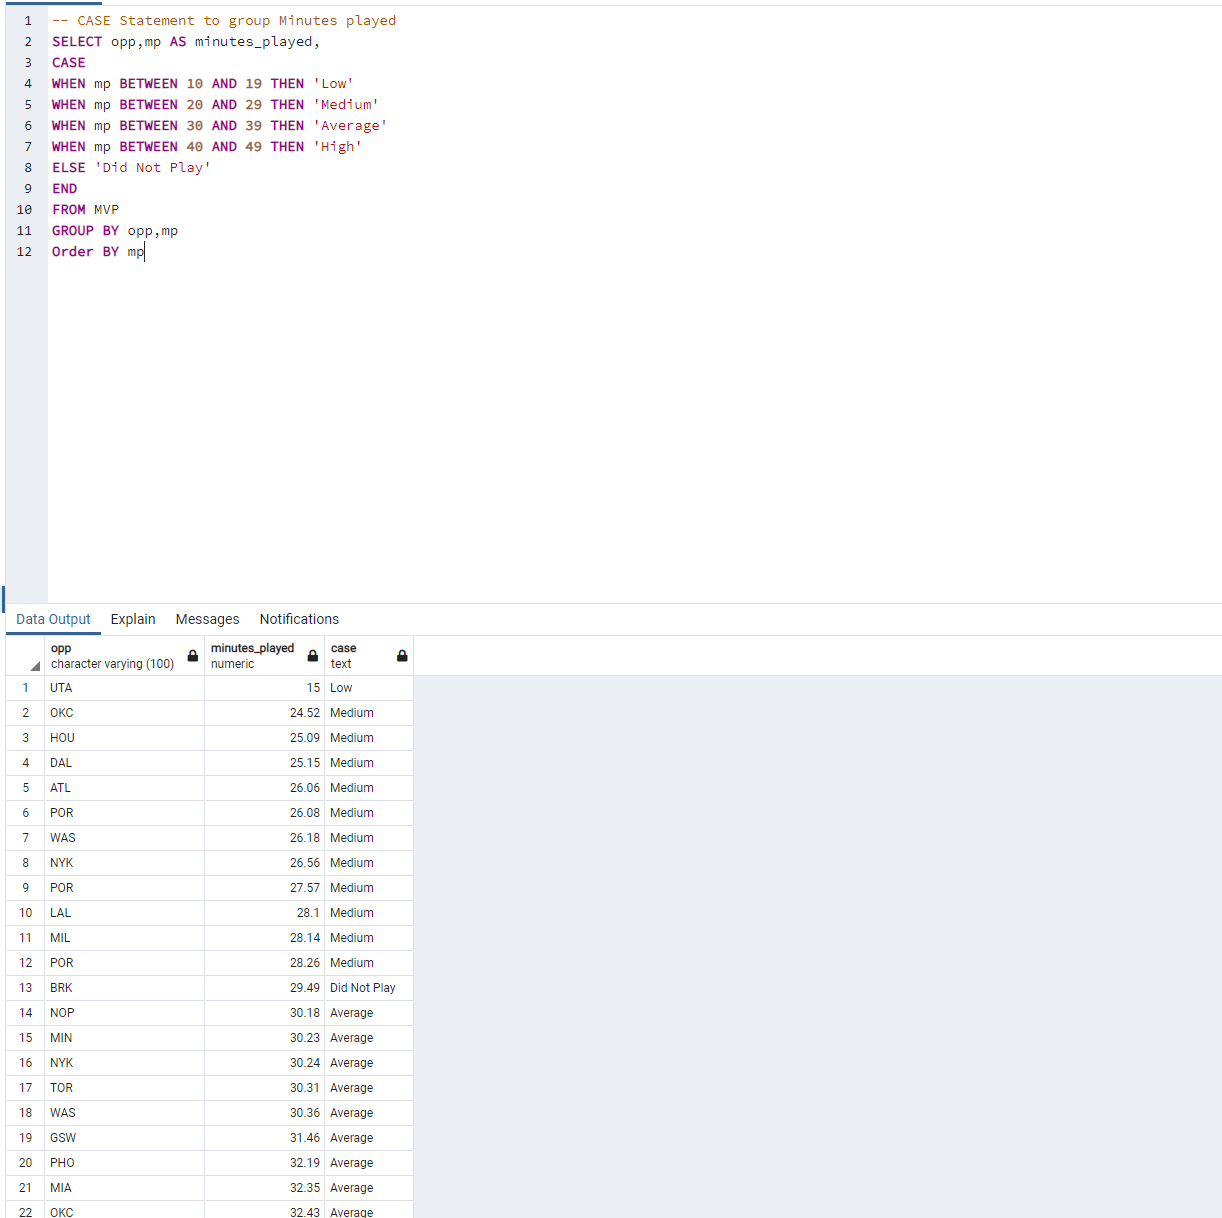 1 -- CASE Statement to group Minutes played
2 SELECT opp,mp AS minutes_played,
3 CASE
4 WHEN mp BETWEEN 10 AND 19 THEN 'Low'
5 WHEN mp BETWEEN 20 AND 29 THEN 'Medium'
6 WHEN mp BETWEEN 30 AND 39 THEN 'Average'
7 WHEN mp BETWEEN 40 AND 49 THEN 'High'
8 ELSE 'Did Not Play'
9 END
10 FROM MVP
11 GROUP BY opp,mp
12 Order BY mp
Data Output Explain Messages Notifications
opp minutes_played case
character varying (100) numeric text
1 UTA 15 Low
2 OKC 24.52 Medium
3 HOU 25.09 Medium
4 DAL 25.15 Medium
5 ATL 26.06 Medium
6 POR 26.08 Medium
7 WAS 26.18 Medium
8 NYK 26.56 Medium
9 POR 27.57 Medium
10 LAL 28.1 Medium
11 MIL 28.14 Medium
12 POR 28.26 Medium
13 BRK 29.49 Did Not Play
14 NOP 30.18 Average
15 MIN 30.23 Average
16 NYK 30.24 Average
17 TOR 30.31 Average
18 WAS 30.36 Average
19 GSW 31.46 Average
20 PHO 32.19 Average
21 MIA 32.35 Average
22 OKC 32.43 Average